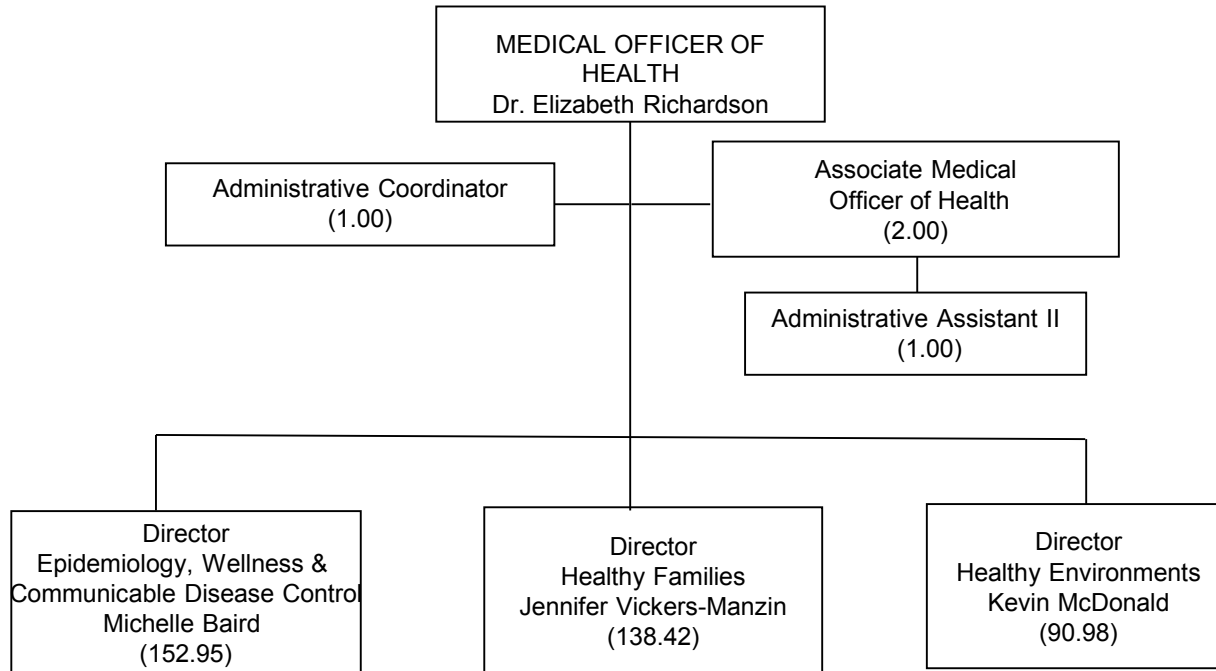 MEDICAL OFFICER OF
HEALTH
Dr. Elizabeth Richardson
Administrative Coordinator
(1.00)
Associate Medical
Officer of Health
(2.00)
Administrative Assistant II
(1.00)
Director
Epidemiology, Wellness &
Communicable Disease Control
Michelle Baird
(152.95)
Director
Healthy Families
Jennifer Vickers-Manzin
(138.42)
Director
Healthy Environments
Kevin McDonald
(90.98)